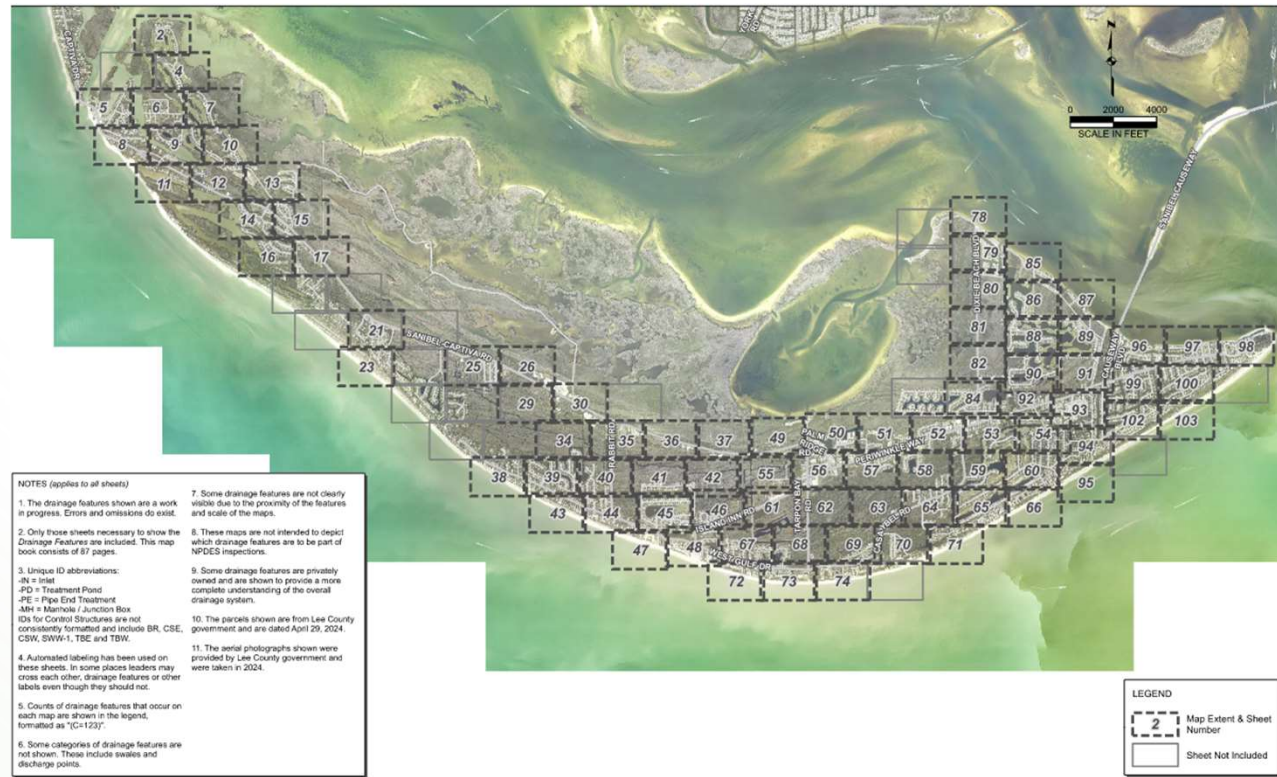 CAPTIVA DR
YORK
RD
2
4
5 6 7
8 9 10
11 12 13
14 15
16 17
21
23
25 26
29 30
SANIBEL-CAPTIVA RD
0 2000 4000
SCALE IN FEET
SANIBEL CAUSEWAY
78
79
80
81
82
84
DIXIE BEACH BLVD
85
86 87
88 89
90 91
92 93
CAUSEWAY
BLVD
96 97 98
99 100
102 103
34 35 36 37 49 50 51 52 53 54 94
RABBIT RD
PALM
RIDGE
RD
PERIWINKLE WAY
38 39 40 41 42 55 56 57 58 59 60 95
43 44 45 46 61 62 63 64 65 66
ISLAND INN RD
TARPON BAY
RD
CASA YBEL RD
47 48 67 68 69 70 71
WEST GULF DR
72 73 74
NOTES (applies to all sheets)
1. The drainage features shown are a work
in progress. Errors and omissions do exist.
2. Only those sheets necessary to show the
Drainage Features are included. This map
book consists of 87 pages.
3. Unique ID abbreviations:
-IN = Inlet
-PD = Treatment Pond
-PE = Pipe End Treatment
-MH = Manhole / Junction Box
IDs for Control Structures are not
consistently formatted and include BR, CSE,
CSW, SWW-1, TBE and TBW.
4. Automated labeling has been used on
these sheets. In some places leaders may
cross each other, drainage features or other
labels even though they should not.
5. Counts of drainage features that occur on
each map are shown in the legend,
formatted as "(C=123)".
6. Some categories of drainage features are
not shown. These include swales and
discharge points.
7. Some drainage features are not clearly
visible due to the proximity of the features
and scale of the maps.
8. These maps are not intended to depict
which drainage features are to be part of
NPDES inspections.
9. Some drainage features are privately
owned and are shown to provide a more
complete understanding of the overall
drainage system.
10. The parcels shown are from Lee County
government and are dated April 29, 2024.
11. The aerial photographs shown were
provided by Lee County government and
were taken in 2024.
LEGEND
2 Map Extent & Sheet
Number
Sheet Not Included